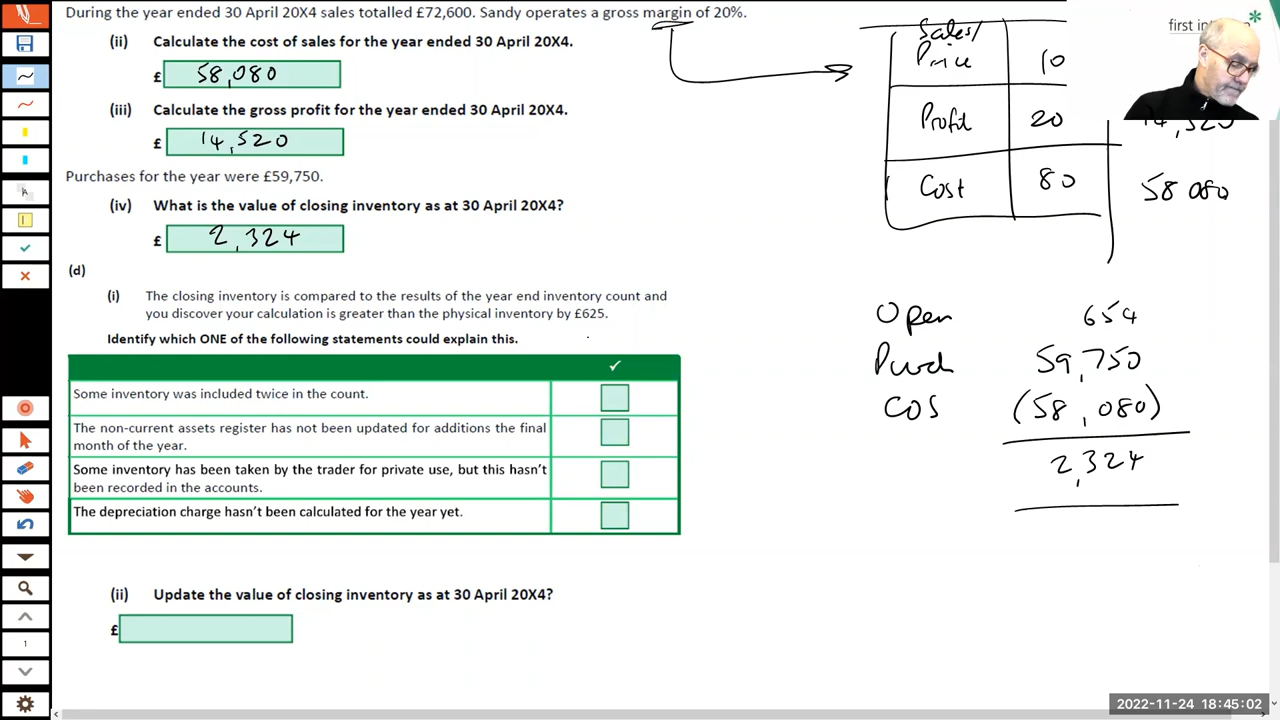 During the year ended 30 April 20X4 sales totalled £72,600. Sandy operates a gross margin of 20%.
(ii) Calculate the cost of sales for the year ended 30 April 20X4.
£ 58,080
(iii) Calculate the gross profit for the year ended 30 April 20X4.
£ 14,520
Purchases for the year were £59,750.
(iv) What is the value of closing inventory as at 30 April 20X4?
£ 2,324
(d)
(i) The closing inventory is compared to the results of the year end inventory count and
you discover your calculation is greater than the physical inventory by £625.
Identify which ONE of the following statements could explain this.
✓
Some inventory was included twice in the count.
The non-current assets register has not been updated for additions the final
month of the year.
Some inventory has been taken by the trader for private use, but this hasn't
been recorded in the accounts.
The depreciation charge hasn't been calculated for the year yet.
(ii) Update the value of closing inventory as at 30 April 20X4?
£
first
Sales/
Price 10
Profit 20 14,520
Cost 80 58 080
Open 654
Purch 59,750
COS (58,080)
2,324
1
2022-11-24 18:45:02